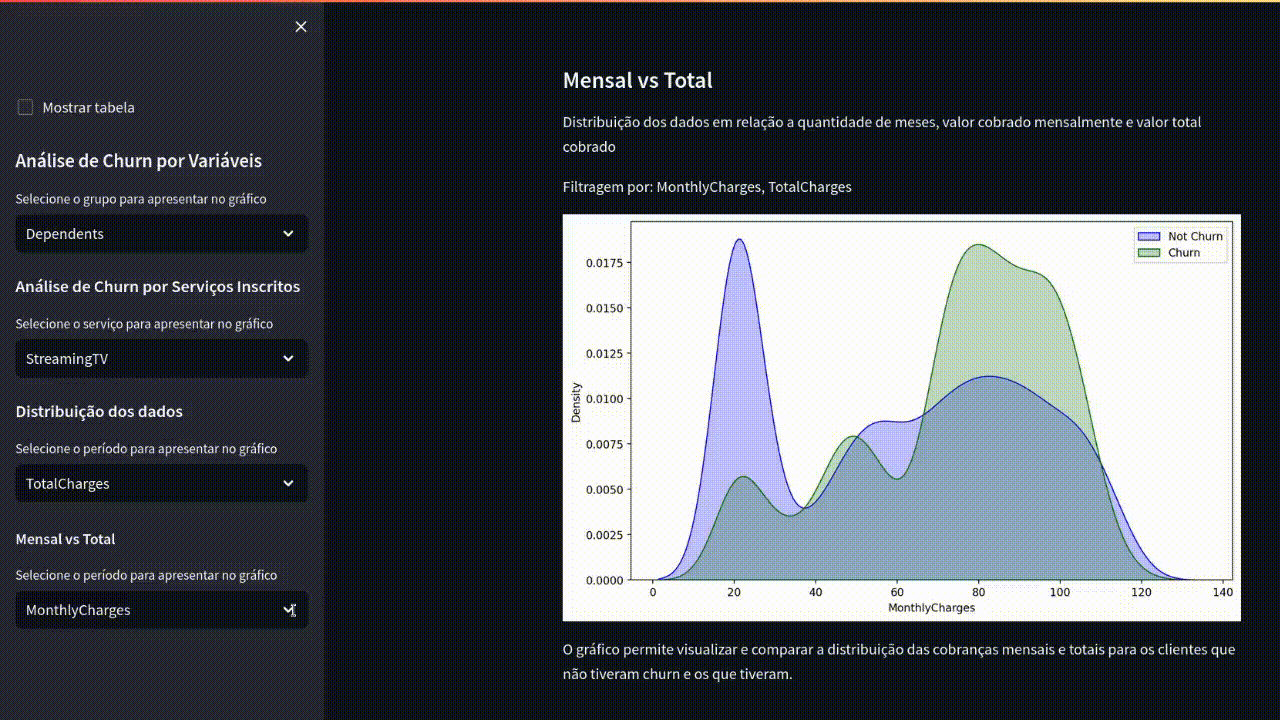 Mostrar tabela
Análise de Churn por Variáveis
Selecione o grupo para apresentar no gráfico
Dependents
Análise de Churn por Serviços Inscritos
Selecione o serviço para apresentar no gráfico
StreamingTV
Distribuição dos dados
Selecione o período para apresentar no gráfico
TotalCharges
Mensal vs Total
Selecione o período para apresentar no gráfico
MonthlyCharges
Mensal vs Total
Distribuição dos dados em relação a quantidade de meses, valor cobrado mensalmente e valor total
cobrado
Filtragem por: MonthlyCharges, TotalCharges
Not Churn
Churn
0.0175
0.0150
0.0125
0.0100
0.0075
0.0050
0.0025
0.0000
Density
0 20 40 60 80 100 120 140
MonthlyCharges
O gráfico permite visualizar e comparar a distribuição das cobranças mensais e totais para os clientes que
não tiveram churn e os que tiveram.